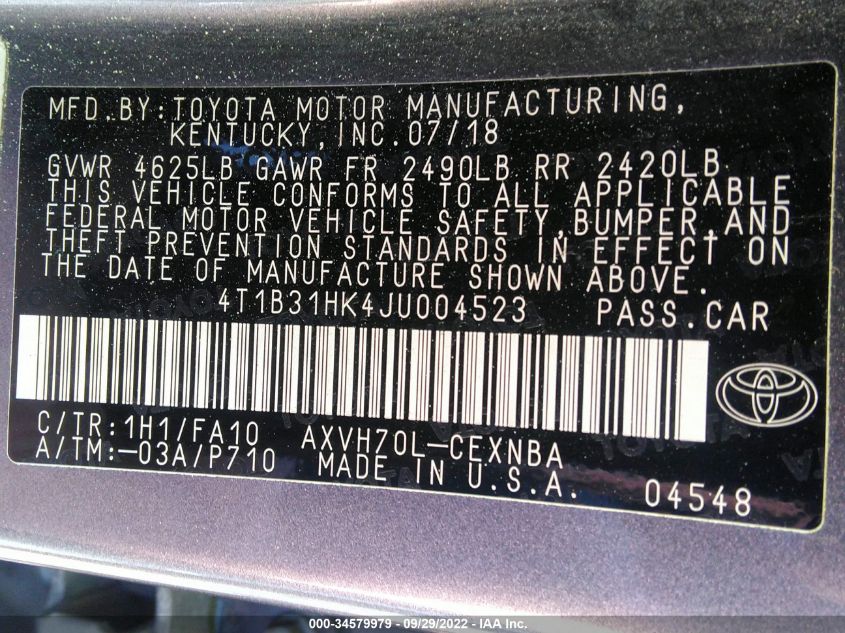 MFD.BY:TOYOTA MOTOR MANUFACTURING,
KENTUCKY,INC.07/18
GVWR 4625LB GAWR FR 2490LB RR 2420LB
THIS VEHICLE CONFORMS TO ALL APPLICABLE
FEDERAL MOTOR VEHICLE SAFETY,BUMPER,AND
THEFT PREVENTION STANDARDS IN EFFECT ON
THE DATE OF MANUFACTURE SHOWN ABOVE.
4T1B31HK4JU004523 PASS.CAR
C/TR:1H1/FA10 AXVH70L-CEXNBA
A/TM:-03A/P710 MADE IN U.S.A. 04548
000-34579979 - 09/29/2022 - IAA Inc.